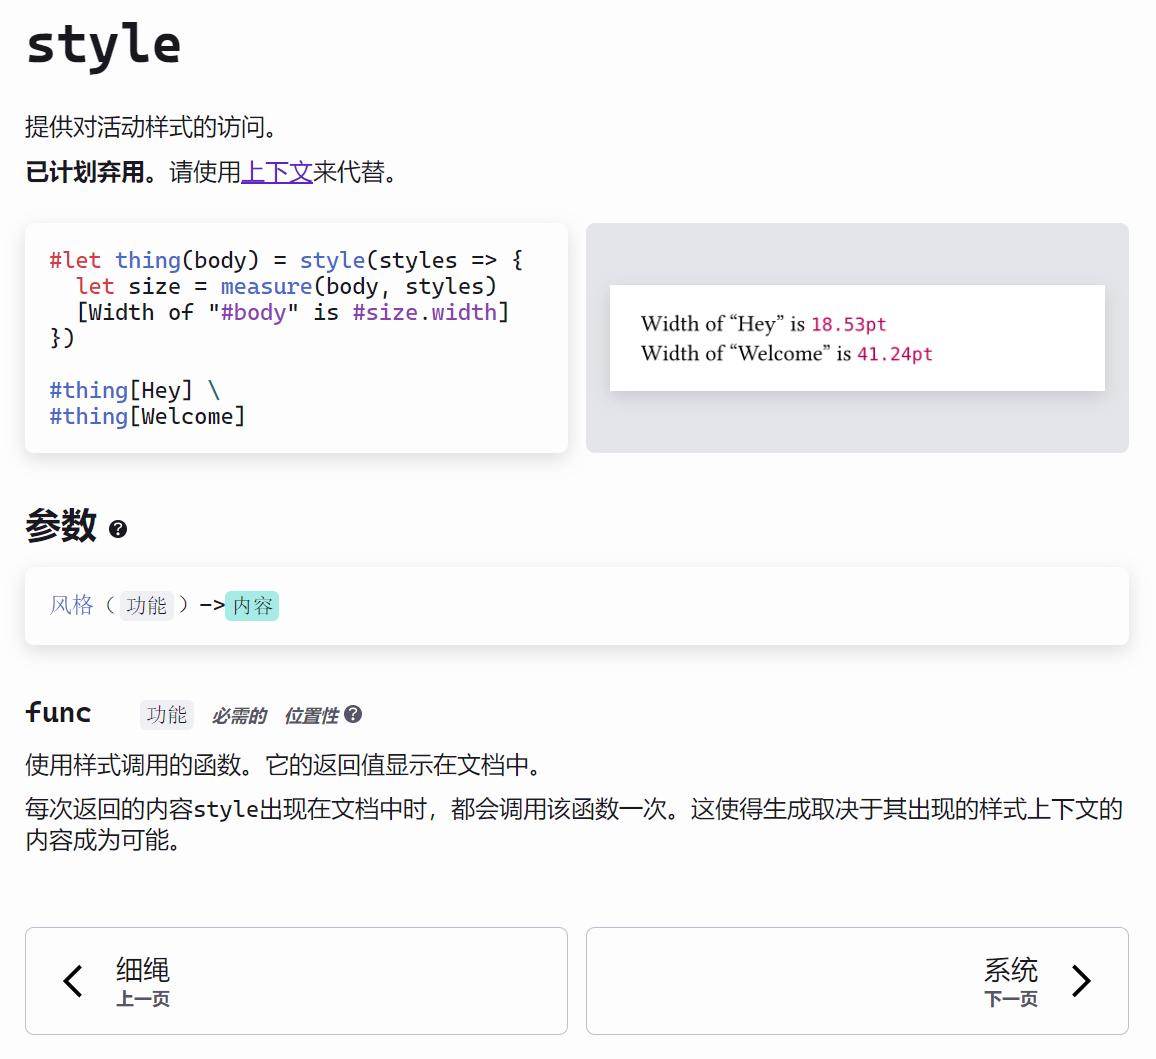 style
提供对活动样式的访问。
已计划弃用。请使用上下文来代替。
#let thing(body) = style(styles => {
  let size = measure(body, styles)
  [Width of "#body" is #size.width]
})
#thing[Hey] \
#thing[Welcome]
Width of “Hey” is 18.53pt
Width of “Welcome” is 41.24pt
参数 ?
风格（功能）->内容
func 功能 必需的 位置性 ?
使用样式调用的函数。它的返回值显示在文档中。
每次返回的内容style出现在文档中时，都会调用该函数一次。这使得生成取决于其出现的样式上下文的
内容成为可能。
细绳
上一页
系统
下一页